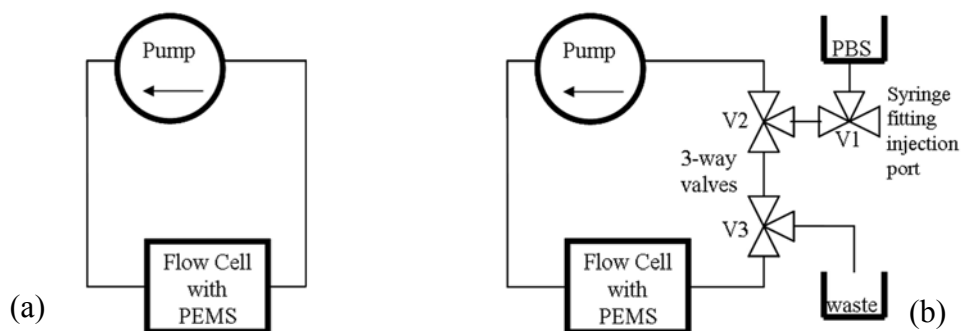 Pump
Flow Cell
with
PEMS
(a)
Pump
PBS
Syringe
fitting
injection
port
V1
V2
3-way
valves
V3
Flow Cell
with
PEMS
waste
(b)